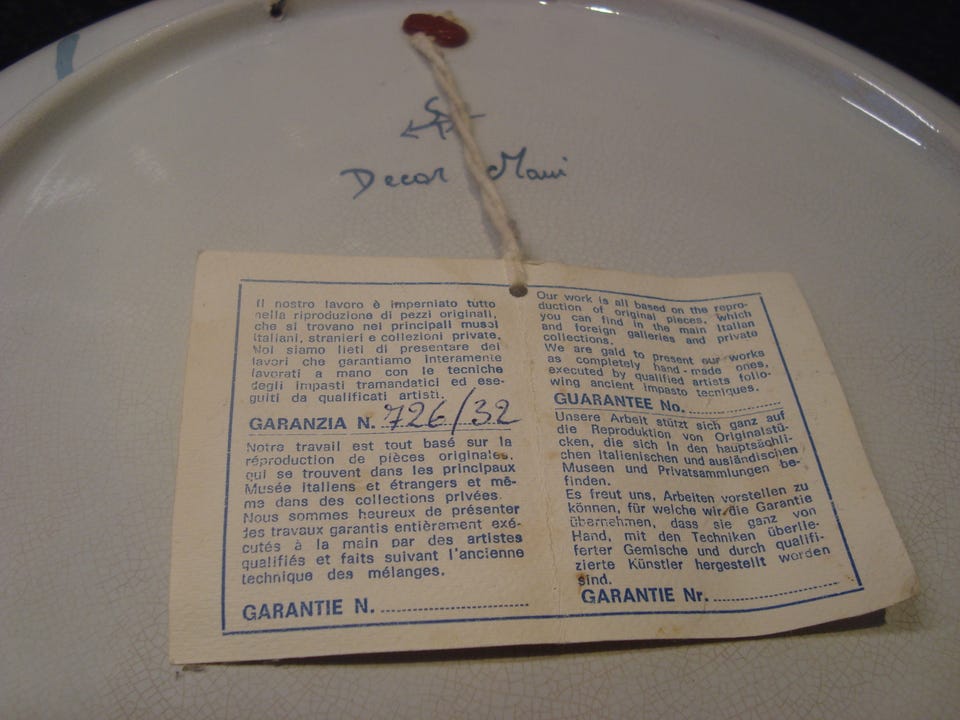 Decor Mani
Il nostro lavoro è imperniato tutto
nella riproduzione di pezzi originali,
che si trovano nei principali musei
italiani, stranieri e collezioni private.
Noi siamo lieti di presentare dei
lavori che garantiamo interamente
lavorati a mano con le tecniche
degli impasti tramandatici ed ese-
guiti da qualificati artisti.
GARANZIA N. 726/32
Notre travail est tout basé sur la
réproduction de pièces originales,
qui se trouvent dans les principaux
Musée italiens et étrangers et mê-
me dans des collections privées.
Nous sommes heureux de présenter
des travaux garantis entièrement exé-
cutés à la main par des artistes
qualifiés et faits suivant l'ancienne
technique des mélanges.
GARANTIE N.
Our work is all based on the repro-
duction of original pieces, which
you can find in the main Italian
and foreign galleries and private
collections.
We are gald to present our works
as completely hand-made ones,
executed by qualified artists follo-
wing ancient impasto tecniques.
GUARANTEE No.
Unsere Arbeit stützt sich ganz auf
die Reproduktion von Originalstü-
cken, die sich in den hauptsächli-
chen italienischen und ausländischen
Museen und Privatsammlungen be-
finden.
Es freut uns, Arbeiten vorstellen zu
können, für welche wir die Garantie
übernehmen, dass sie ganz von
Hand, mit den Techniken überlie-
ferter Gemische und durch qualifi-
zierte Künstler hergestellt worden
sind.
GARANTIE Nr.